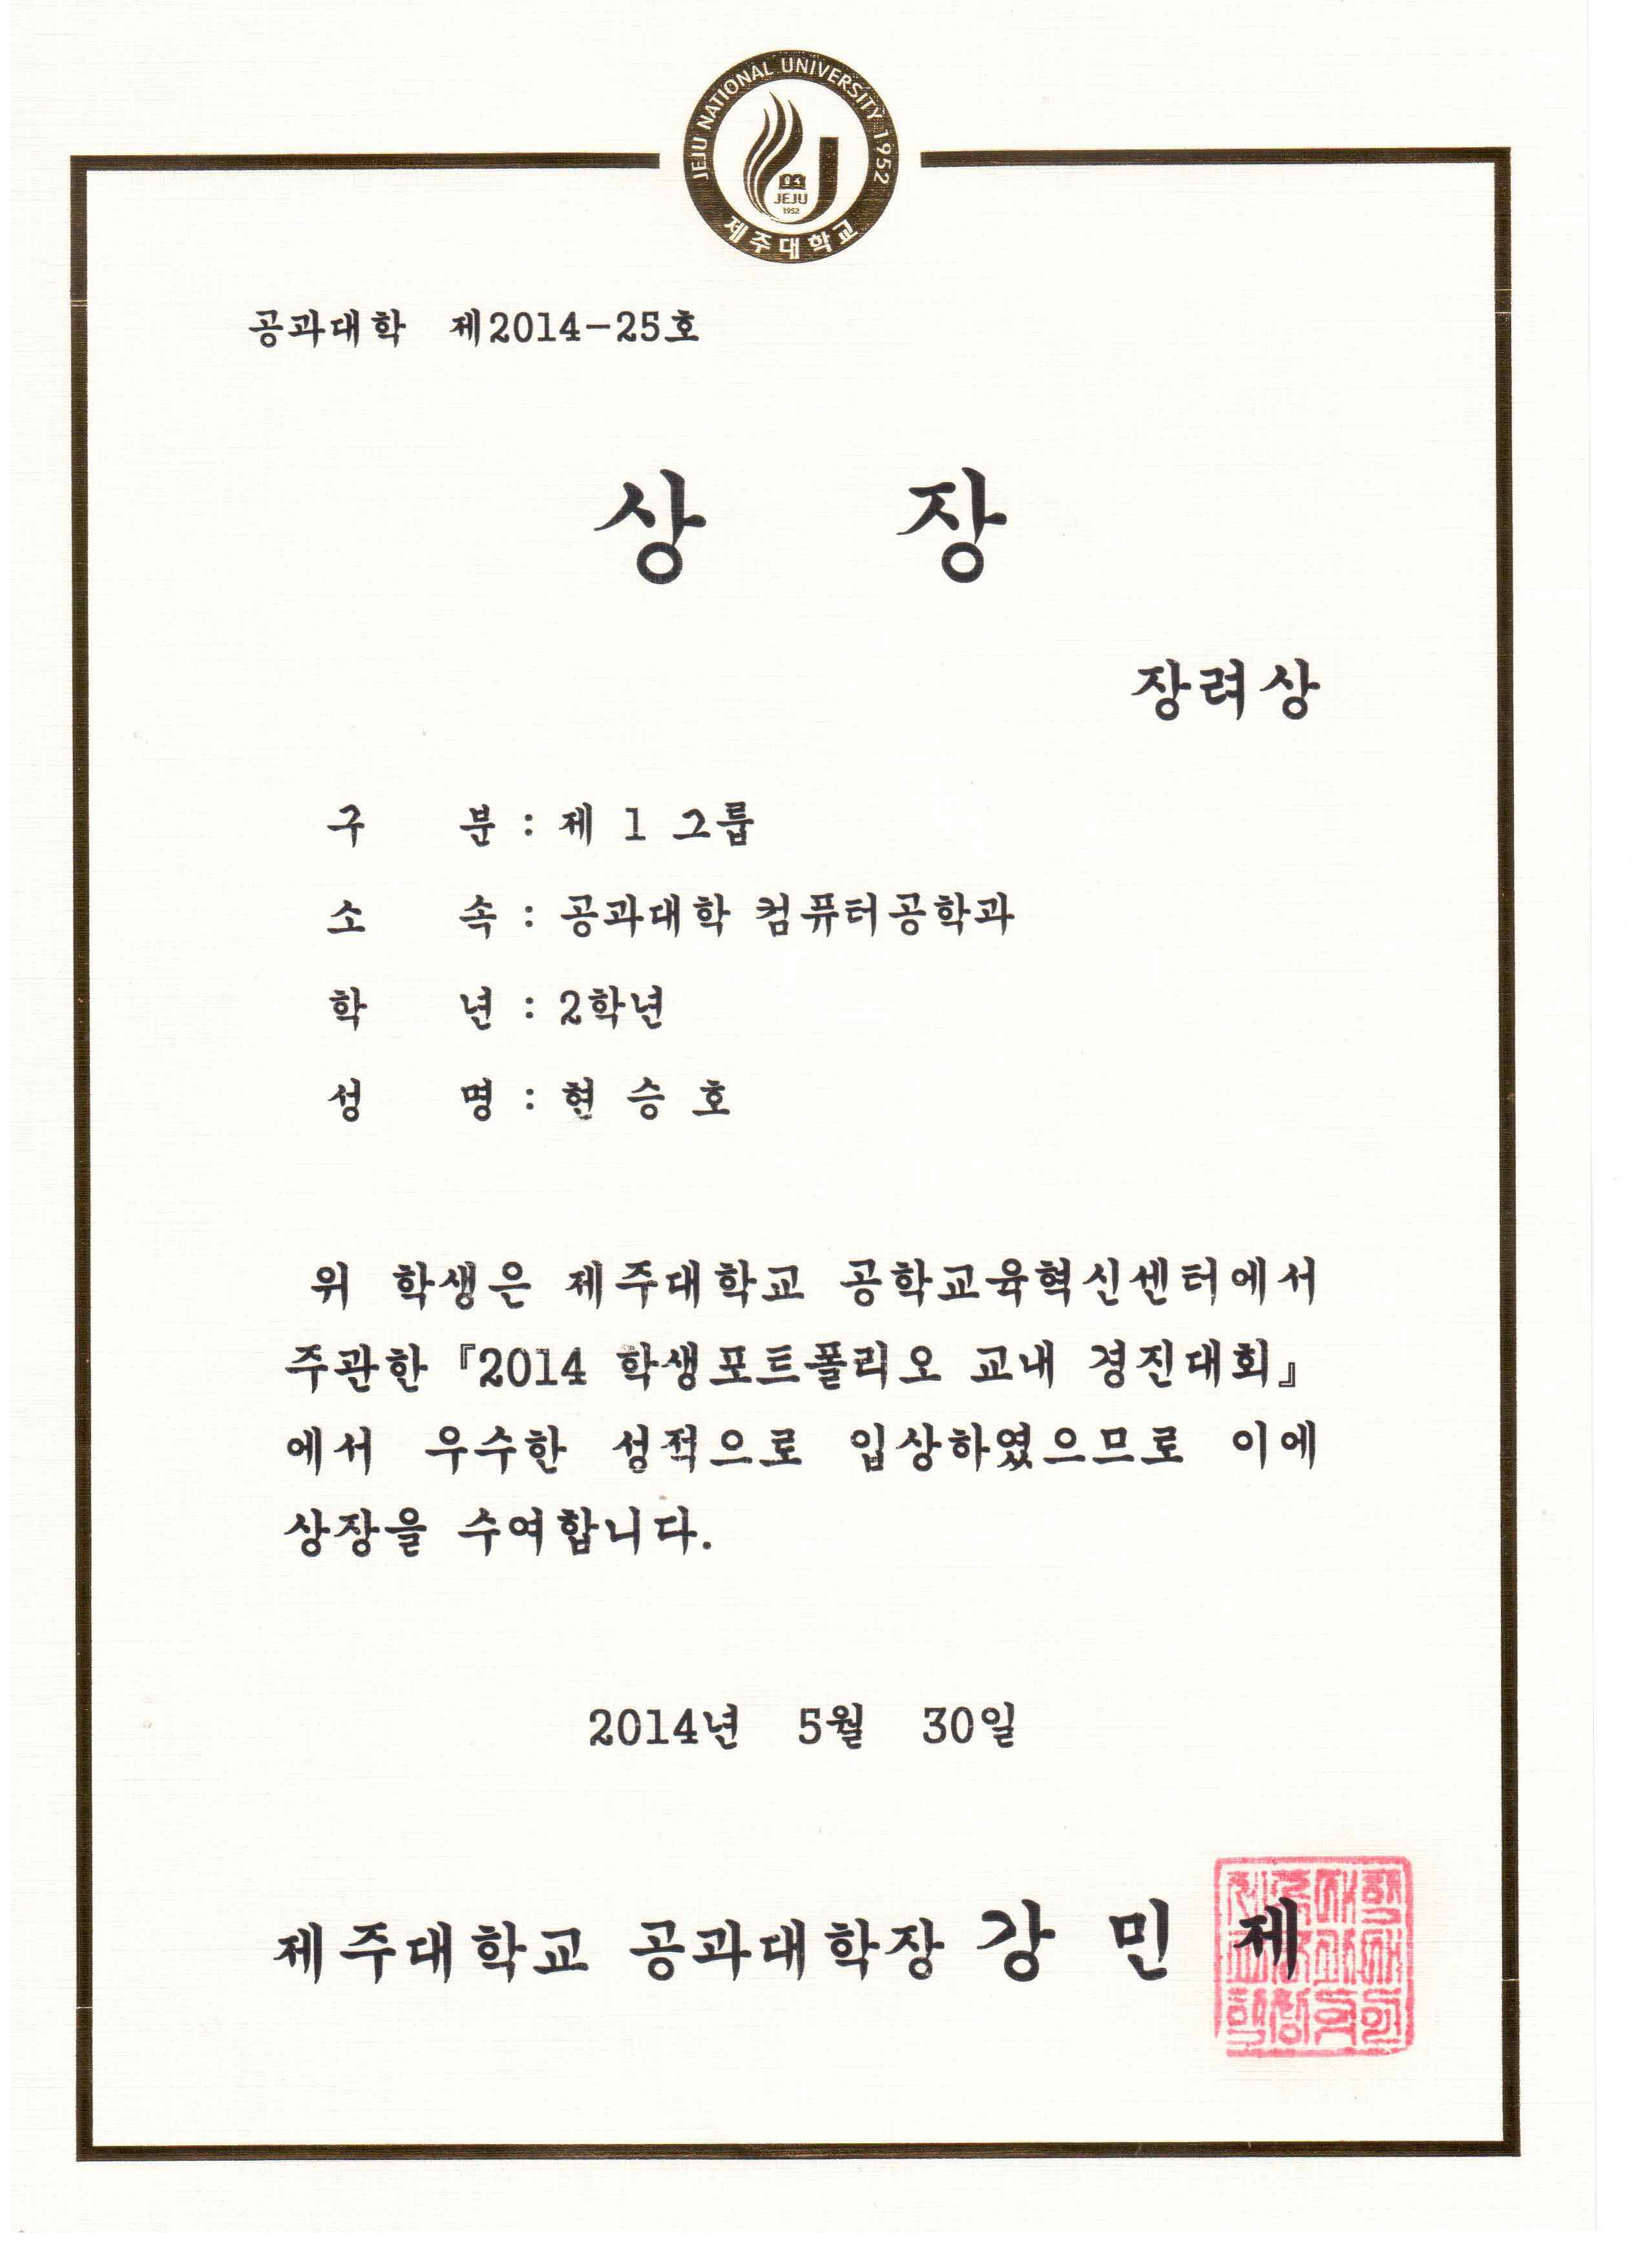 JEJU NATIONAL UNIVERSITY 1952
JEJU
1952
제주대학교
공과대학 제2014-25호
상 장
장려상
구 분 : 제 1 그룹
소 속 : 공과대학 컴퓨터공학과
학 년 : 2학년
성 명 : 현 승 호
위 학생은 제주대학교 공학교육혁신센터에서
주관한 『2014 학생포트폴리오 교내 경진대회』
에서 우수한 성적으로 입상하였으므로 이에
상장을 수여합니다.
2014년 5월 30일
제주대학교 공과대학장 강 민 제